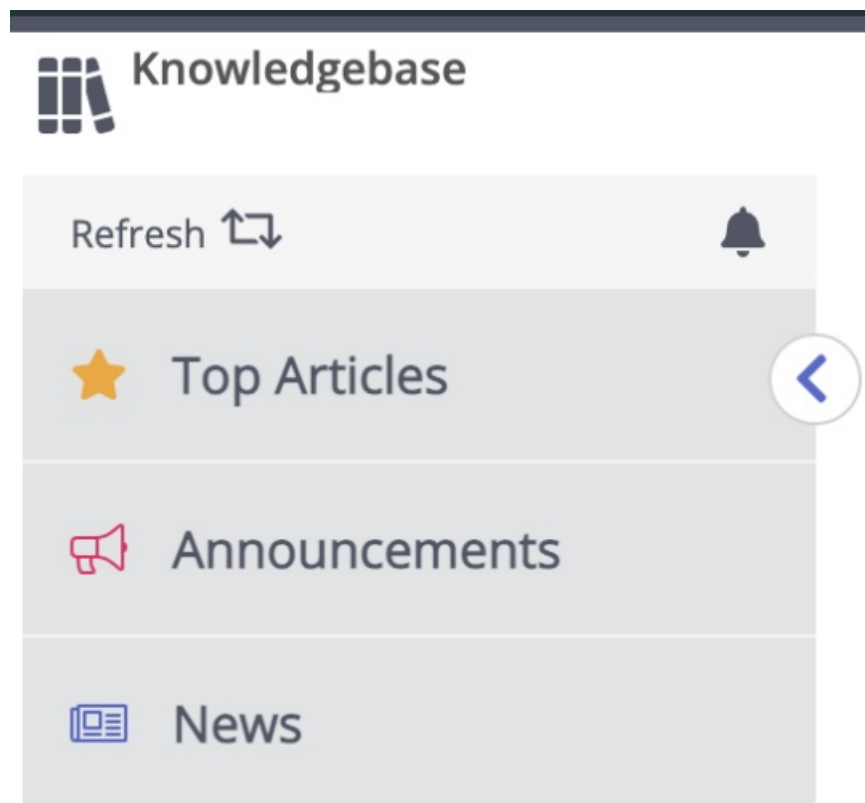 Knowledgebase
Refresh
Top Articles
Announcements
News